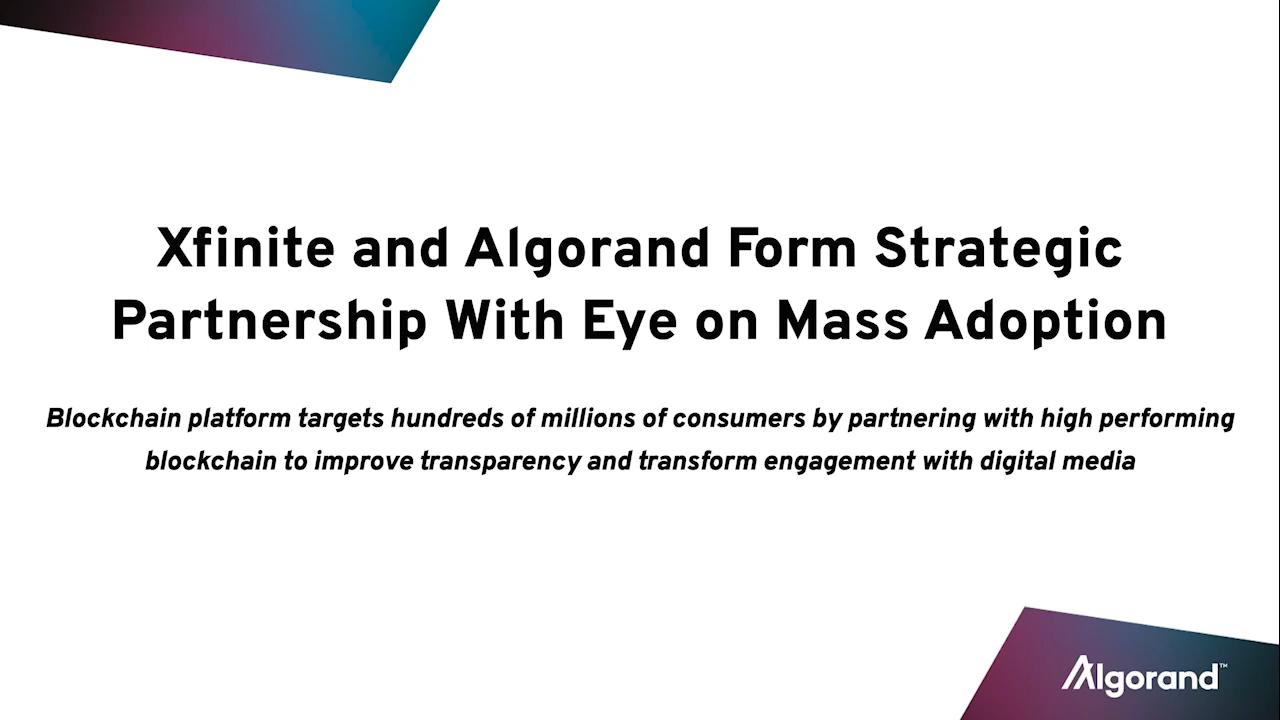 Xfinite and Algorand Form Strategic
Partnership With Eye on Mass Adoption
Blockchain platform targets hundreds of millions of consumers by partnering with high performing
blockchain to improve transparency and transform engagement with digital media
Algorand™